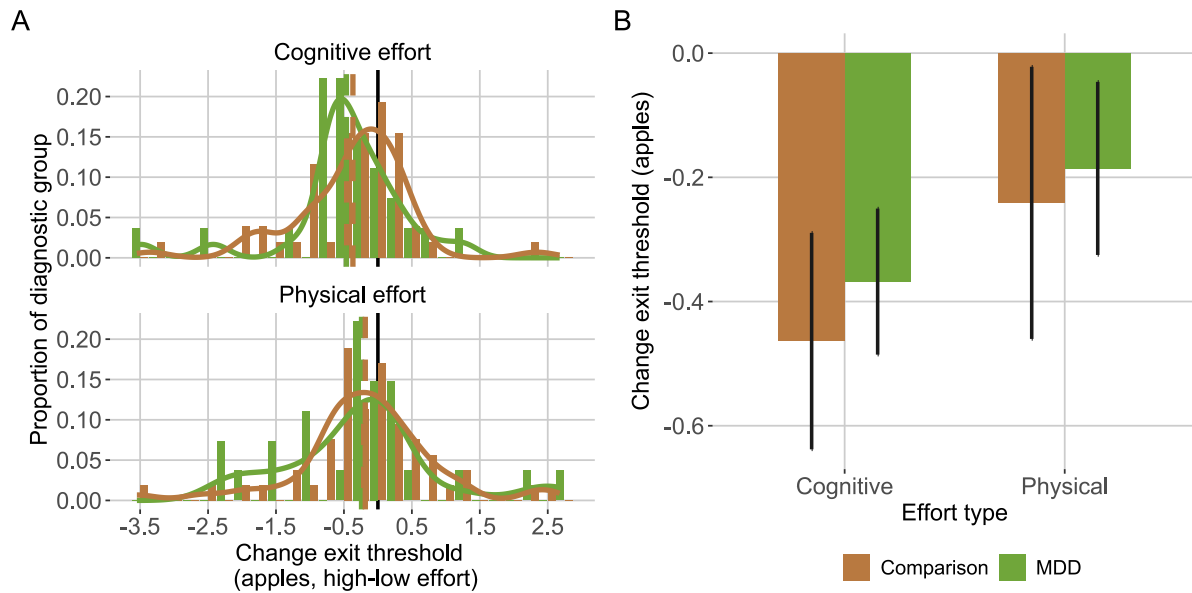 A
Cognitive effort
0.20
0.15
0.10
0.05
0.00
Physical effort
0.20
0.15
0.10
0.05
0.00
Proportion of diagnostic group
-3.5 -2.5 -1.5 -0.5 0.5 1.5 2.5
Change exit threshold
(apples, high-low effort)
B
0.0
-0.2
-0.4
-0.6
Change exit threshold (apples)
Cognitive Physical
Effort type
Comparison MDD